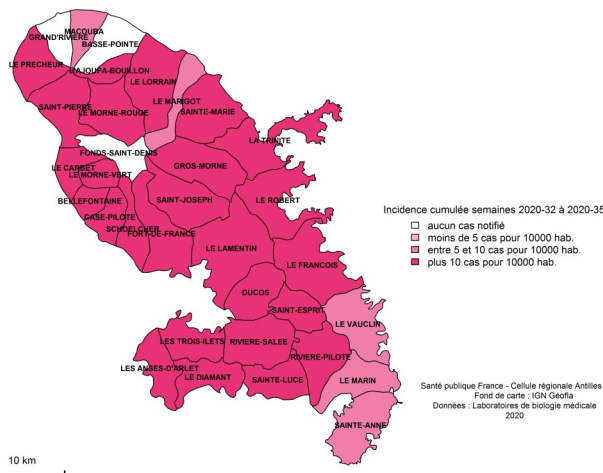 MACOUBA
GRAND'RIVIERE
BASSE-POINTE
LE PRECHEUR
AJOUPA-BOUILLON
LE LORRAIN
LE MARIGOT
SAINT-PIERRE
LE MORNE-ROUGE
SAINTE-MARIE
LA TRINITE
FONDS-SAINT-DENIS
LE CARBET
GROS-MORNE
LE MORNE-VERT
BELLEFONTAINE
SAINT-JOSEPH
LE ROBERT
CASE-PILOTE
SCHOELCHER
FORT-DE-FRANCE
LE LAMENTIN
LE FRANCOIS
DUCOS
SAINT-ESPRIT
LE VAUCLIN
LES TROIS-ILETS
RIVIERE-SALEE
RIVIERE-PILOTE
LES ANSES-D'ARLET
LE DIAMANT
SAINTE-LUCE
LE MARIN
SAINTE-ANNE
Incidence cumulée semaines 2020-32 à 2020-35
aucun cas notifié
moins de 5 cas pour 10000 hab.
entre 5 et 10 cas pour 10000 hab.
plus 10 cas pour 10000 hab.
Santé publique France - Cellule régionale Antilles
Fond de carte : IGN Géofla
Données : Laboratoires de biologie médicale
2020
10 km